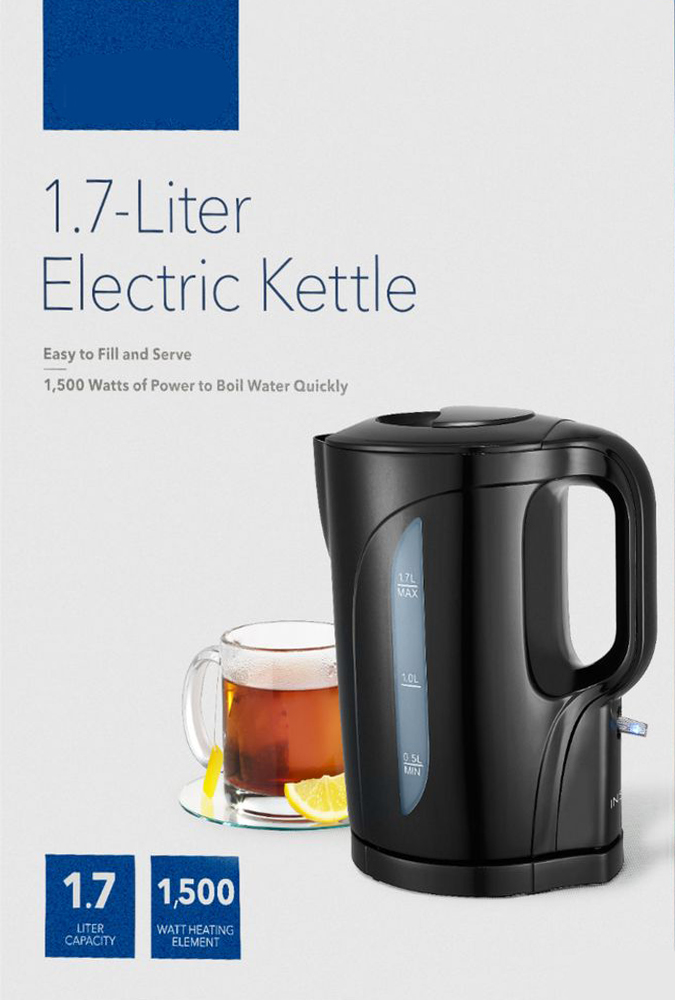 1.7-Liter
Electric Kettle
Easy to Fill and Serve
1,500 Watts of Power to Boil Water Quickly
1.7L
MAX
1.0L
0.5L
MIN
1.7
LITER
CAPACITY
1,500
WATT HEATING
ELEMENT